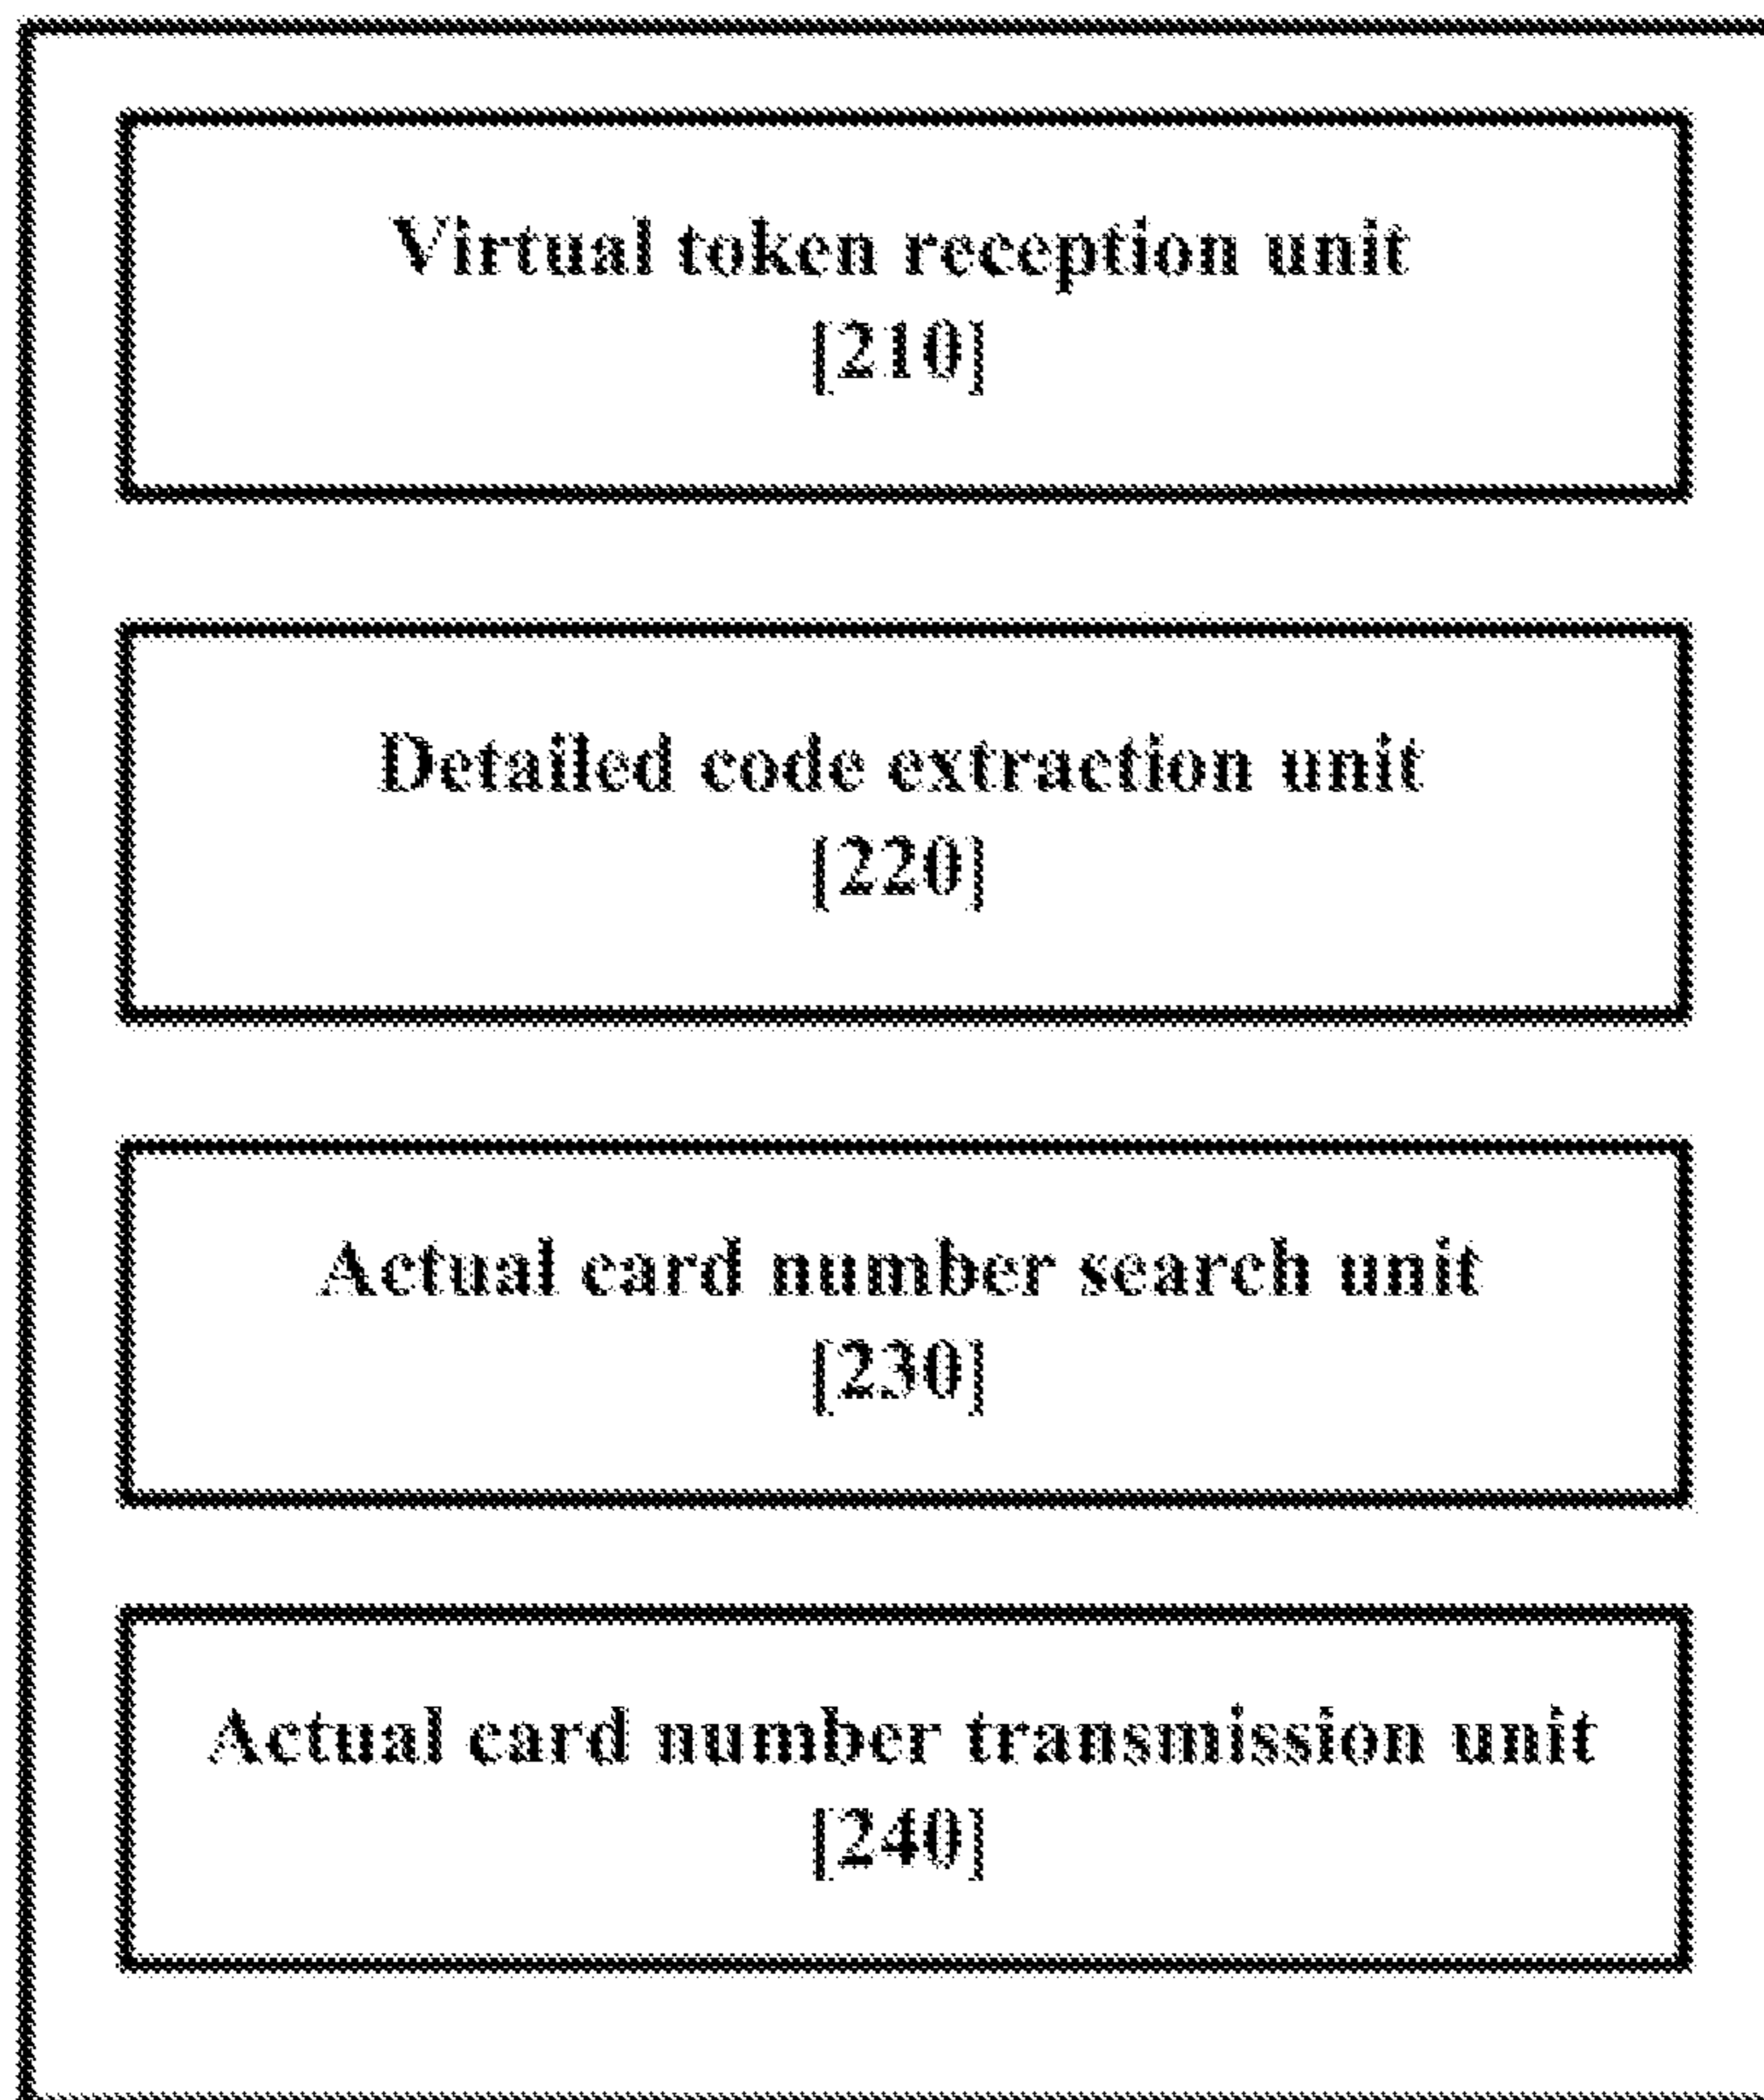 Virtual token reception unit
[210]
Detailed code extraction unit
[220]
Actual card number search unit
[230]
Actual card number transmission unit
[240]